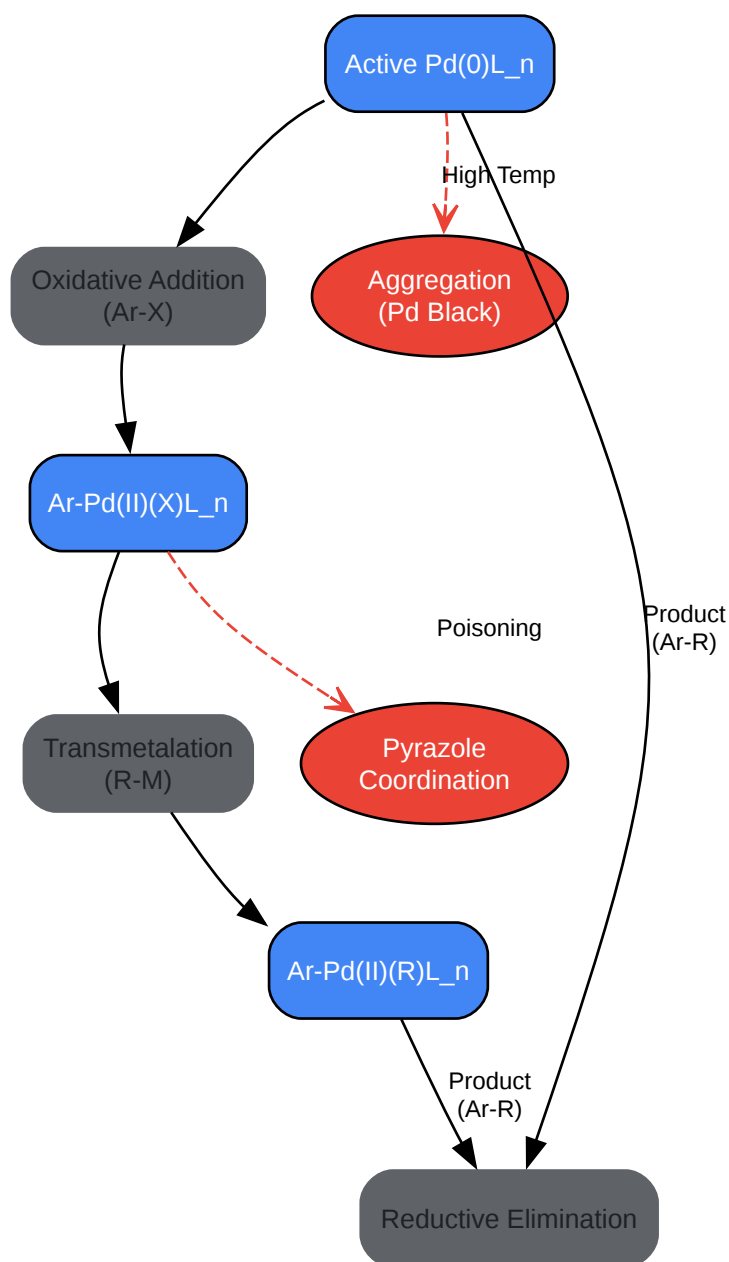 Active Pd(0)L_n
High Temp
Oxidative Addition
(Ar-X)
Aggregation
(Pd Black)
Ar-Pd(II)(X)L_n
Poisoning
Product
(Ar-R)
Transmetalation
(R-M)
Pyrazole
Coordination
Ar-Pd(II)(R)L_n
Product
(Ar-R)
Reductive Elimination